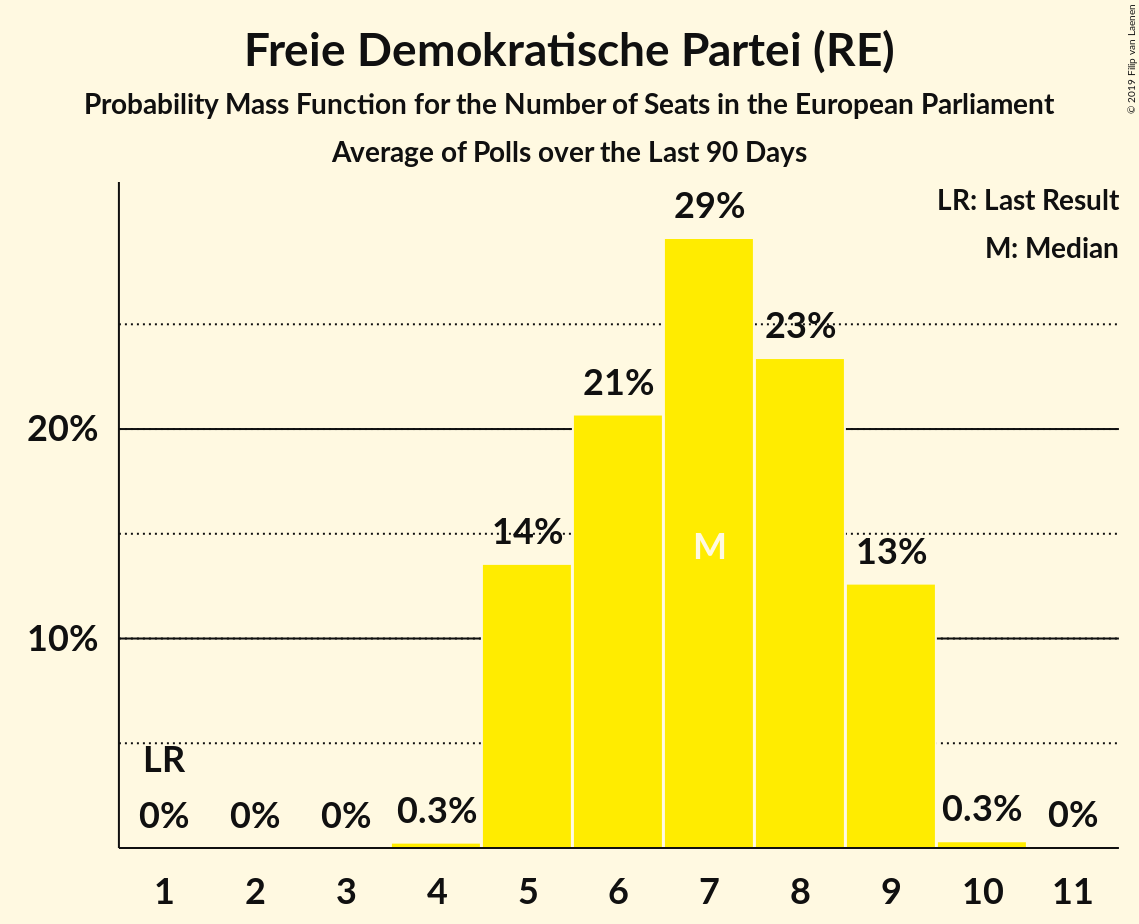 Freie Demokratische Partei (RE)
Probability Mass Function for the Number of Seats in the European Parliament
Average of Polls over the Last 90 Days
© 2019 Filip van Laenen
LR: Last Result
M: Median
29%
23%
21%
20%
14%
M
13%
10%
LR
0%
0%
0%
0.3%
0.3%
0%
1 2 3 4 5 6 7 8 9 10 11